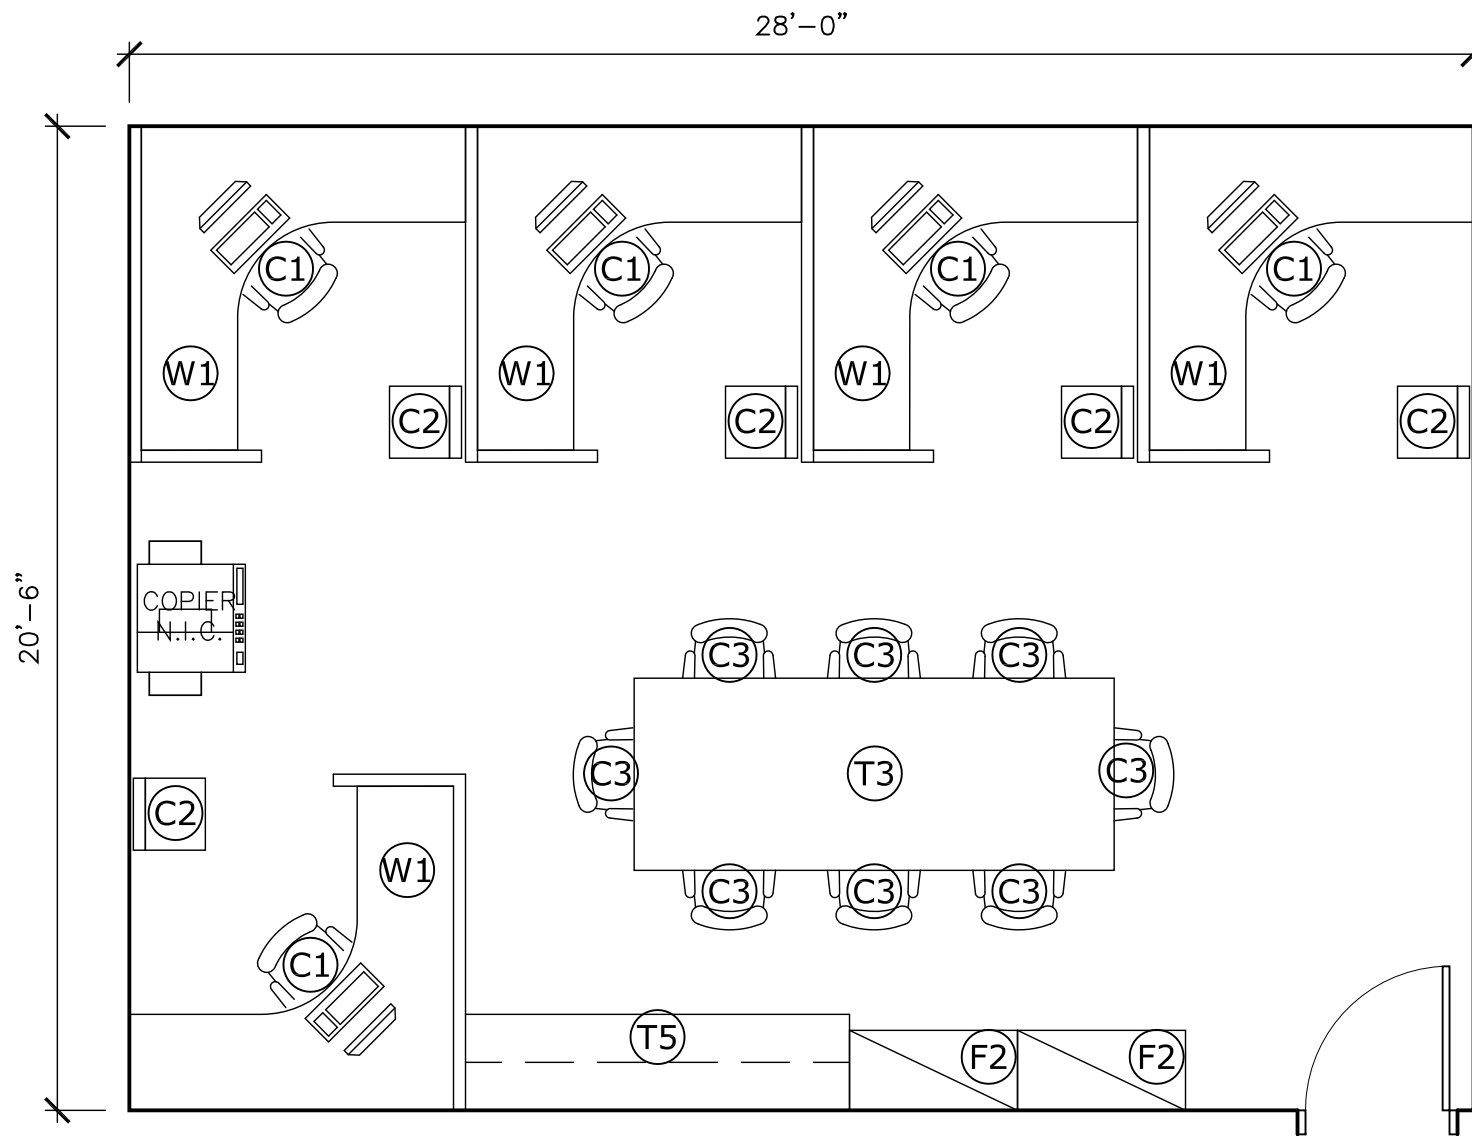 28'-0"
C1 C1 C1 C1
W1 W1 W1 W1
C2 C2 C2 C2
20'-6"
COPIER
N.I.C.
C3 C3 C3
C3 T3 C3
C2
W1
C3 C3 C3
C1
T5
F2 F2